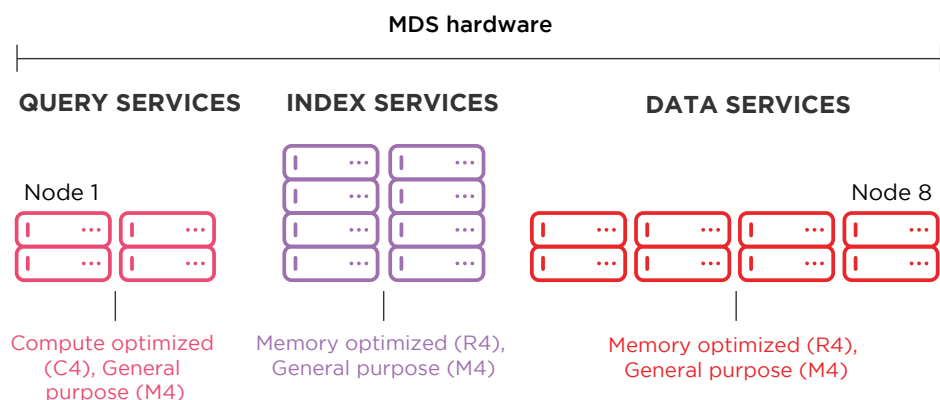 MDS hardware
QUERY SERVICES
INDEX SERVICES
DATA SERVICES
Node 1
Node 8
Compute optimized
(C4), General
purpose (M4)
Memory optimized (R4),
General purpose (M4)
Memory optimized (R4),
General purpose (M4)